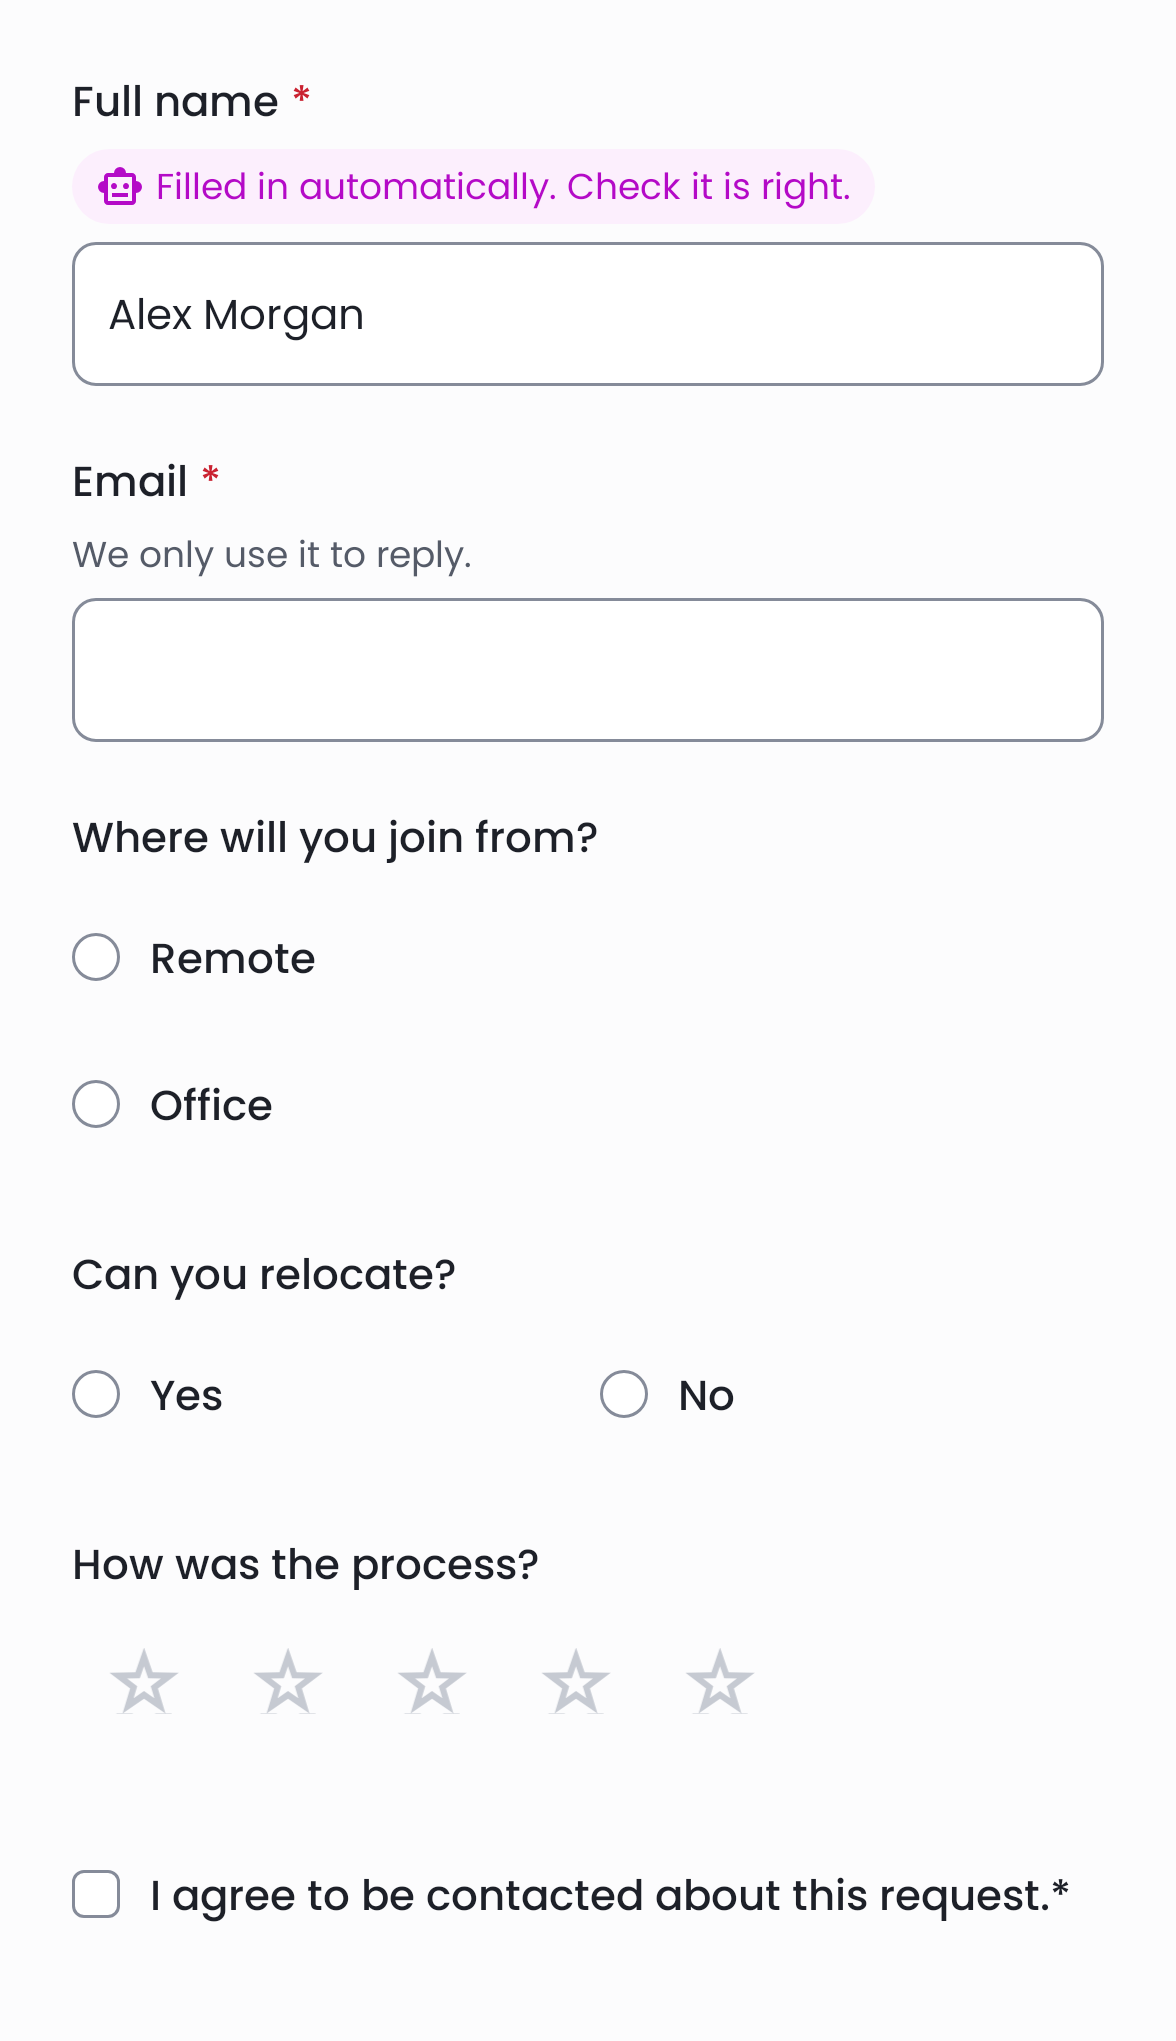 Full name *
Filled in automatically. Check it is right.
Alex Morgan
Email *
We only use it to reply.
Where will you join from?
Remote
Office
Can you relocate?
Yes
No
How was the process?
I agree to be contacted about this request.*